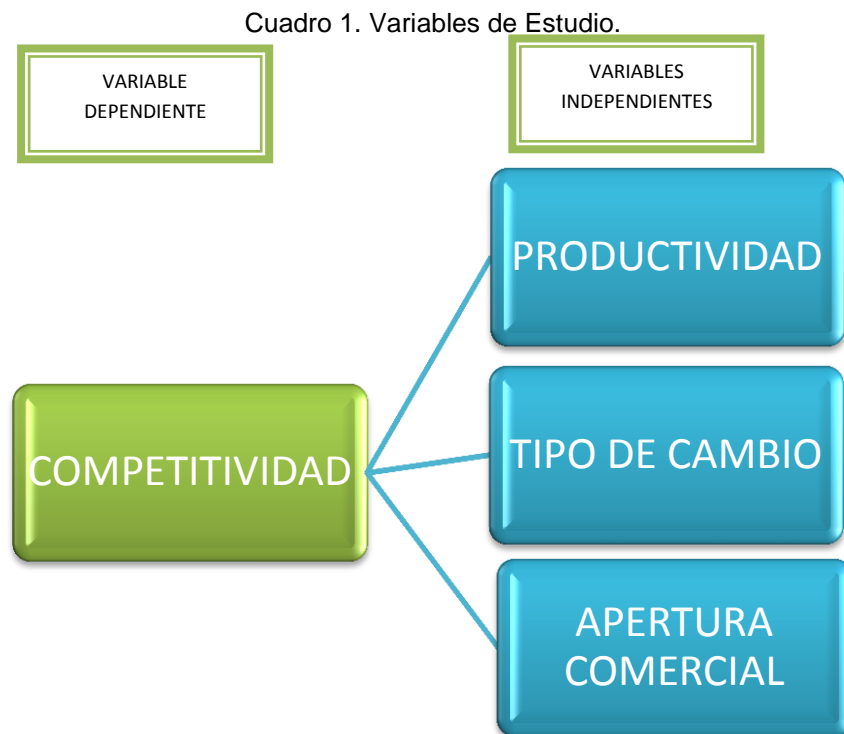 Cuadro 1. Variables de Estudio.
VARIABLE
DEPENDIENTE
VARIABLES
INDEPENDIENTES
PRODUCTIVIDAD
COMPETITIVIDAD
TIPO DE CAMBIO
APERTURA
COMERCIAL